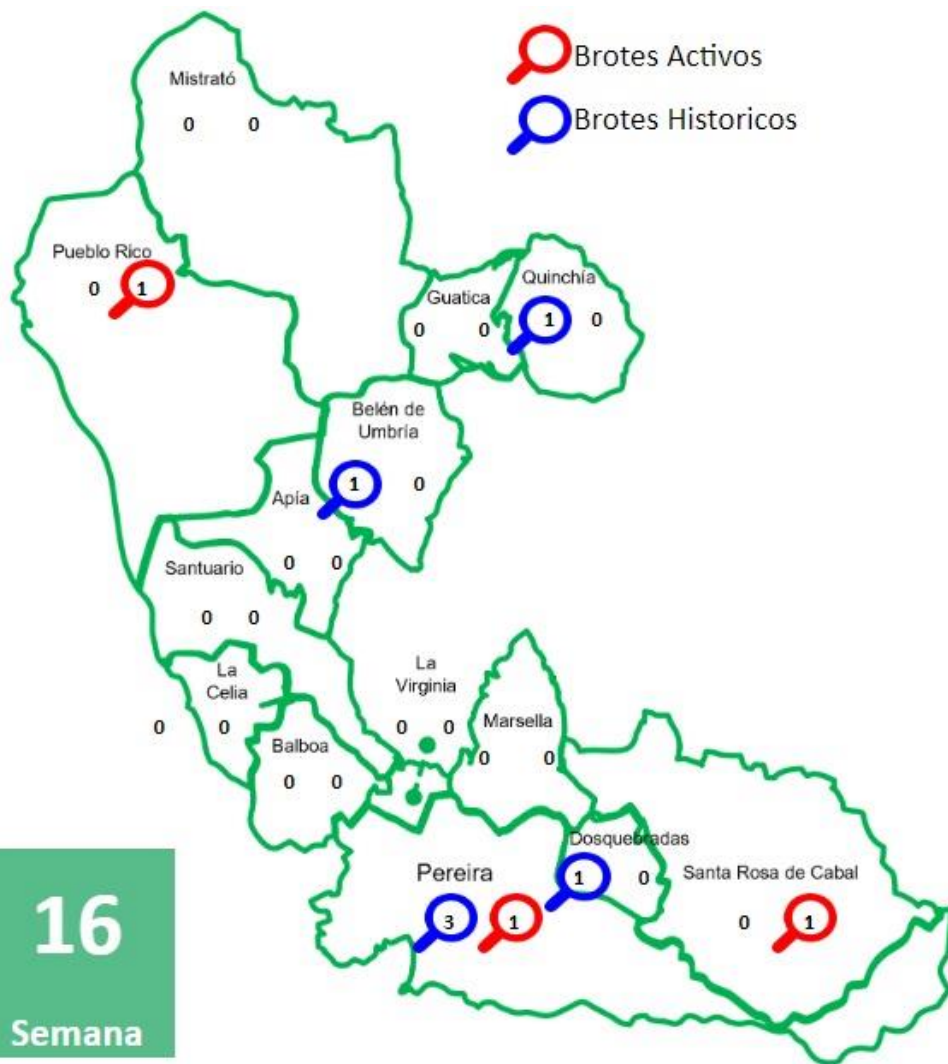 Brotes Activos
Brotes Historicos
Mistrató
0 0
Pueblo Rico
0 1
Guatica
0 0
Quinchía
1 0
Belén de
Umbría
1 0
Apía
0 0
Santuario
0 0
La
Celia
0 0
La
Virginia
0 0
Marsella
0 0
Balboa
0 0
Dosquebradas
1 0
Pereira
3 1
Santa Rosa de Cabal
0 1
16
Semana